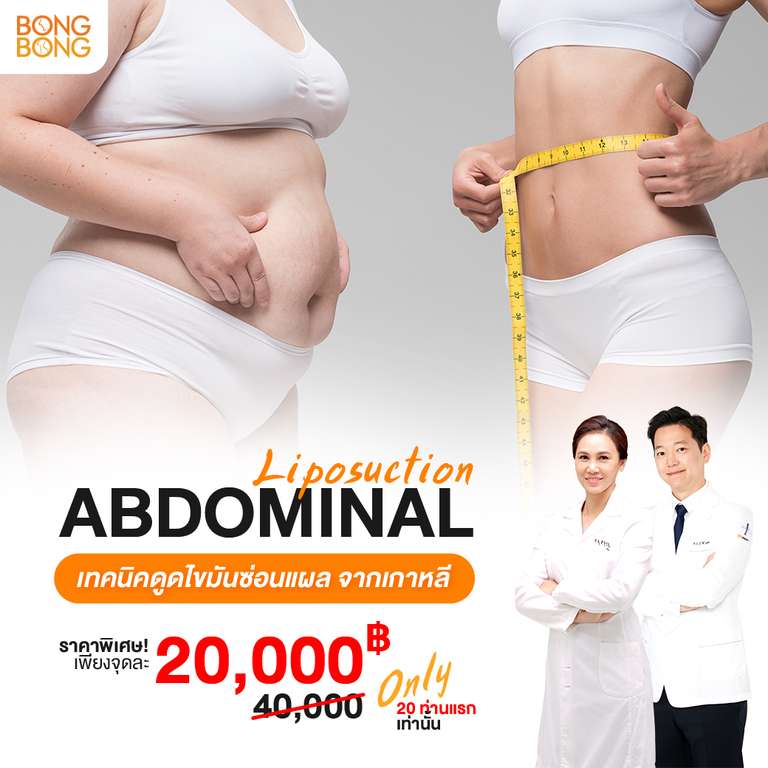 BONG
BONG
Liposuction
ABDOMINAL
เทคนิคดูดไขมันซ่อนแผล จากเกาหลี
ราคาพิเศษ!
เพียงจุดละ
20,000฿
40,000
Only
20 ท่านแรก
เท่านั้น